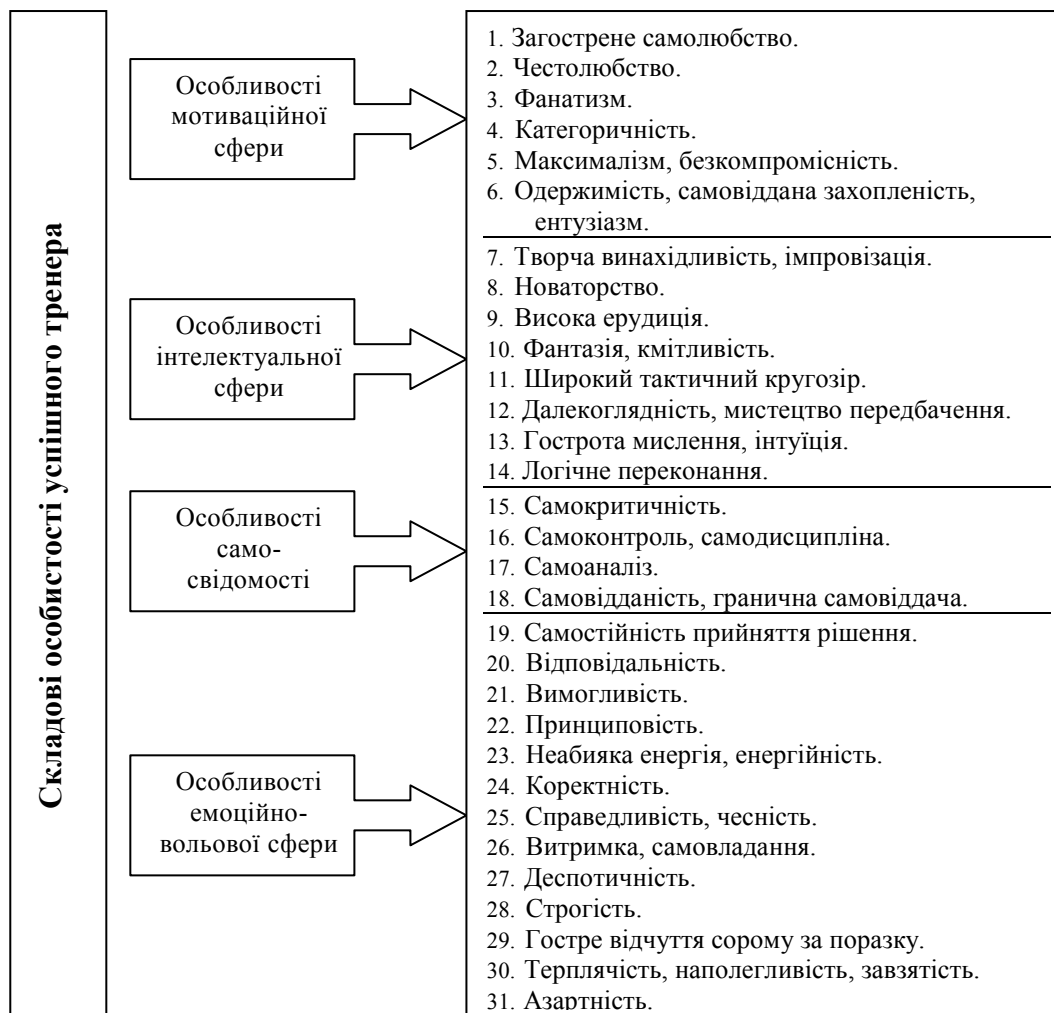 Складові особистості успішного тренера
Особливості
мотиваційної
сфери
1. Загострене самолюбство.
2. Честолюбство.
3. Фанатизм.
4. Категоричність.
5. Максималізм, безкомпромісність.
6. Одержимість, самовіддана захопленість,
ентузіазм.
Особливості
інтелектуальної
сфери
7. Творча винахідливість, імпровізація.
8. Новаторство.
9. Висока ерудиція.
10. Фантазія, кмітливість.
11. Широкий тактичний кругозір.
12. Далекоглядність, мистецтво передбачення.
13. Гострота мислення, інтуїція.
14. Логічне переконання.
Особливості
само-
свідомості
15. Самокритичність.
16. Самоконтроль, самодисципліна.
17. Самоаналіз.
18. Самовідданість, гранична самовіддача.
Особливості
емоційно-
вольової сфери
19. Самостійність прийняття рішення.
20. Відповідальність.
21. Вимогливість.
22. Принциповість.
23. Неабияка енергія, енергійність.
24. Коректність.
25. Справедливість, чесність.
26. Витримка, самовладання.
27. Деспотичність.
28. Строгість.
29. Гостре відчуття сорому за поразку.
30. Терплячість, наполегливість, завзятість.
31. Азартність.